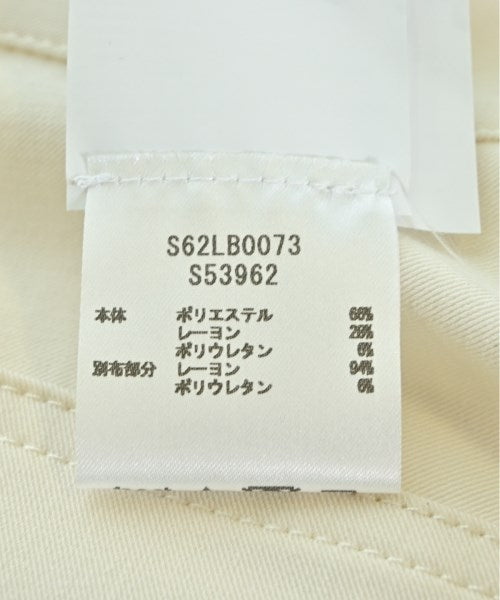 S62LB0073
S53962
本体 ポリエステル 66%
レーヨン 28%
ポリウレタン 6%
別布部分 レーヨン 94%
ポリウレタン 6%